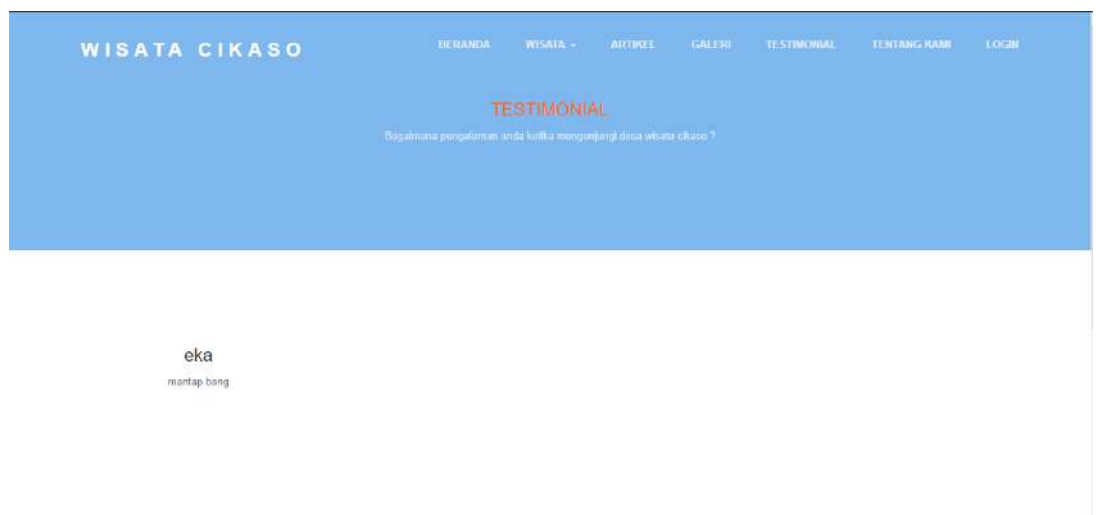 WISATA CIKASO
BERANDA WISATA ARTIKEL GALERI TESTIMONIAL TENTANG KAMI LOGIN
TESTIMONIAL
Bagaimana pengalaman anda ketika mengunjungi desa wisata cikaso ?
eka
mantap bang